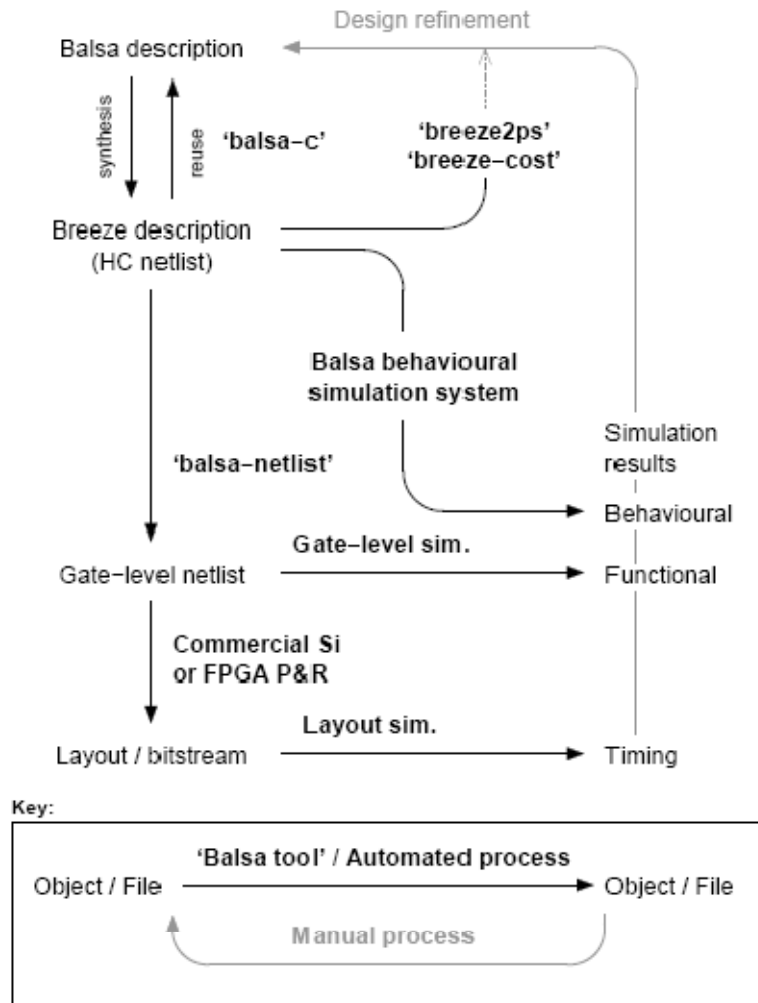 Design refinement
Balsa description
synthesis
reuse
‘balsa–c’
‘breeze2ps’
‘breeze–cost’
Breeze description
(HC netlist)
Balsa behavioural
simulation system
Simulation
results
‘balsa–netlist’
Behavioural
Gate–level sim.
Gate–level netlist
Functional
Commercial Si
or FPGA P&R
Layout sim.
Layout / bitstream
Timing
Key:
‘Balsa tool’ / Automated process
Object / File
Object / File
Manual process